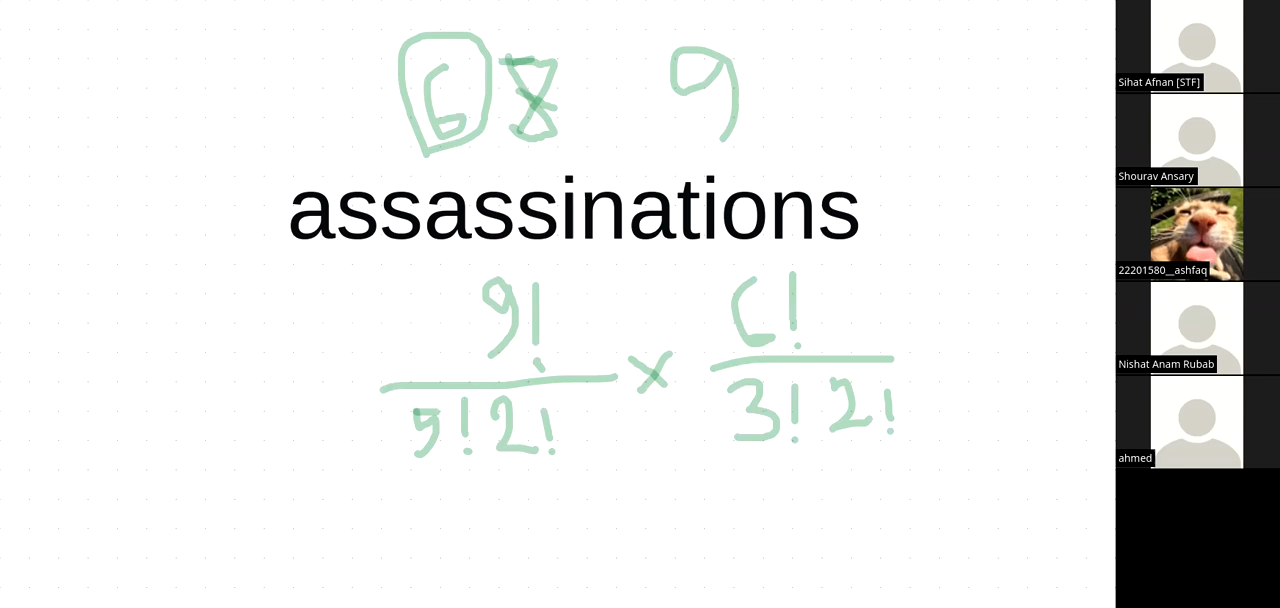 6 8 9
assassinations
9! / 5! 2! × 6! / 3! 2!
Sihat Afnan [STF]
Shourav Ansary
22201580__ashfaq
Nishat Anam Rubab
ahmed